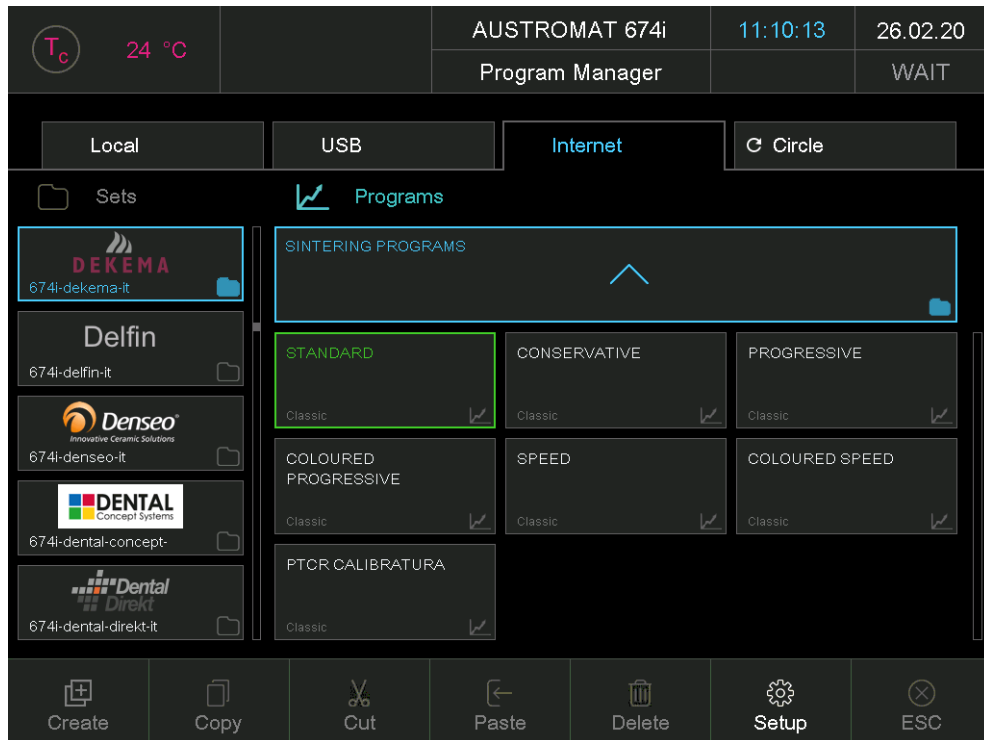 Tc 24 °C
AUSTROMAT 674i
11:10:13
26.02.20
Program Manager
WAIT
Local
USB
Internet
Circle
Sets
Programs
DEKEMA
674i-dekema-it
Delfin
674i-delfin-it
Denseo®
Innovative Ceramic Solutions
674i-denseo-it
DENTAL
Concept Systems
674i-dental-concept-
Dental
Direkt
674i-dental-direkt-it
SINTERING PROGRAMS
STANDARD
Classic
CONSERVATIVE
Classic
PROGRESSIVE
Classic
COLOURED
PROGRESSIVE
Classic
SPEED
Classic
COLOURED SPEED
Classic
PTCR CALIBRATURA
Classic
Create
Copy
Cut
Paste
Delete
Setup
ESC